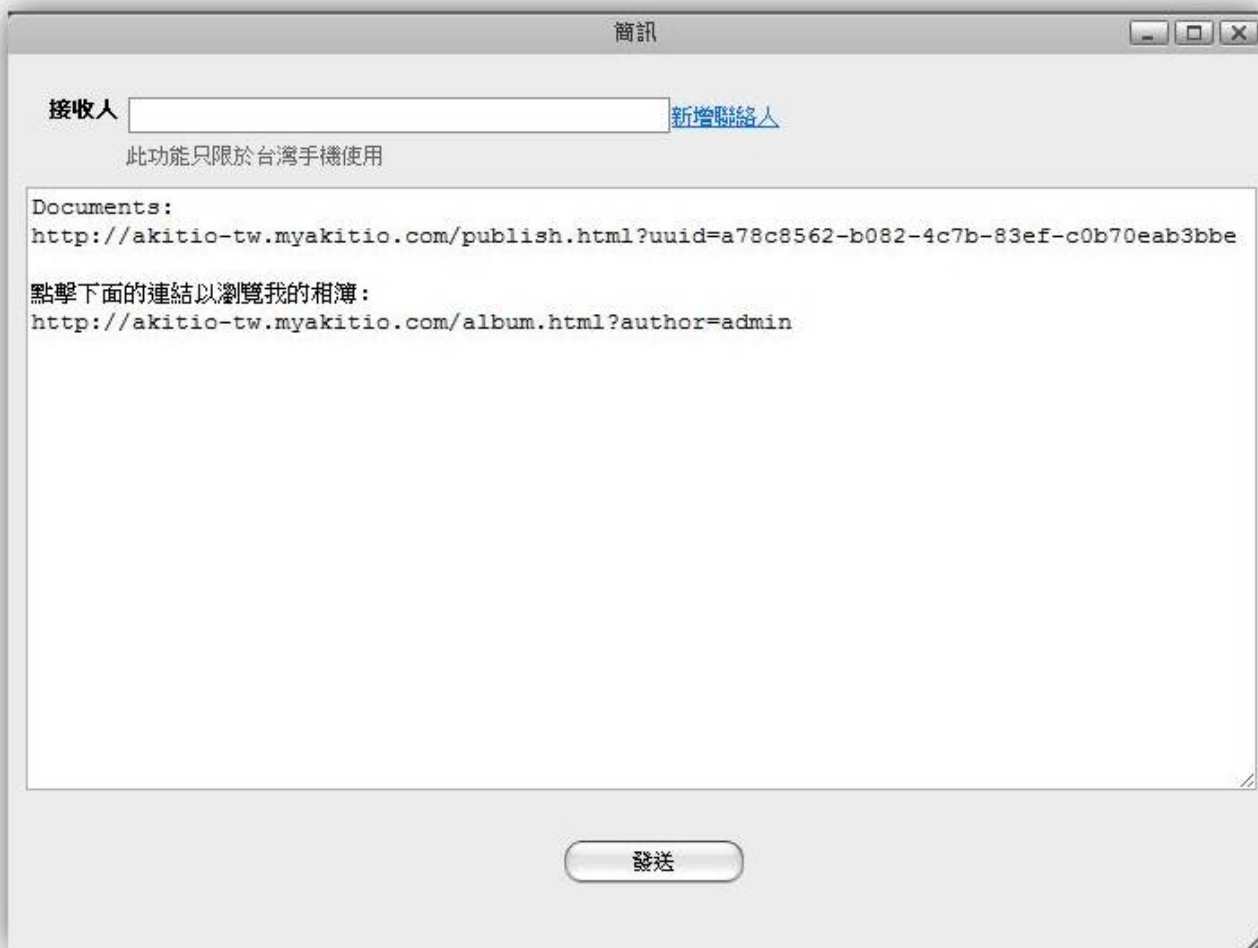 簡訊
接收人 新增聯絡人
此功能只限於台灣手機使用
Documents:
http://akitio-tw.myakitio.com/publish.html?uuid=a78c8562-b082-4c7b-83ef-c0b70eab3bbe
點擊下面的連結以瀏覽我的相簿:
http://akitio-tw.myakitio.com/album.html?author=admin
發送